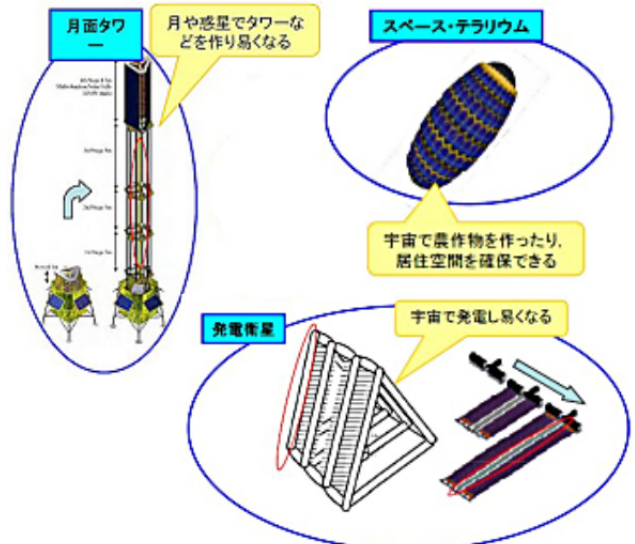 月面タワ
ー
月や惑星でタワーな
どを作り易くなる
スペース・テラリウム
宇宙で農作物を作ったり,
居住空間を確保できる
発電衛星
宇宙で発電し易くなる